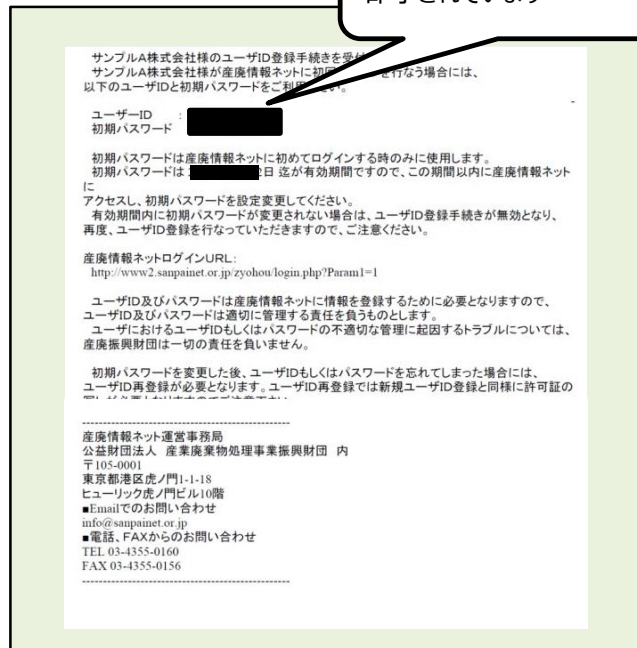 サンプルA株式会社様のユーザID登録手続きを受付
サンプルA株式会社様が産廃情報ネットに初回 を行なう場合には、
以下のユーザIDと初期パスワードをご利用 い。
ユーザーID :
初期パスワード
初期パスワードは産廃情報ネットに初めてログインする時のみに使用します。
初期パスワードは 2日 迄が有効期間ですので、この期間以内に産廃情報ネット
に
アクセスし、初期パスワードを設定変更してください。
有効期間内に初期パスワードが変更されない場合は、ユーザID登録手続きが無効となり、
再度、ユーザID登録を行なっていただきますので、ご注意ください。
産廃情報ネットログインURL:
http://www2.sanpainet.or.jp/zyohou/login.php?Param1=1
ユーザID及びパスワードは産廃情報ネットに情報を登録するために必要となりますので、
ユーザID及びパスワードは適切に管理する責任を負うものとします。
ユーザにおけるユーザIDもしくはパスワードの不適切な管理に起因するトラブルについては、
産廃振興財団は一切の責任を負いません。
初期パスワードを変更した後、ユーザIDもしくはパスワードを忘れてしまった場合には、
ユーザID再登録が必要となります。ユーザID再登録では新規ユーザID登録と同様に許可証の
----------------------------------------------------
産廃情報ネット運営事務局
公益財団法人 産業廃棄物処理事業振興財団 内
〒105-0001
東京都港区虎ノ門1-1-18
ヒューリック虎ノ門ビル10階
■Emailでのお問い合わせ
info@sanpainet.or.jp
■電話、FAXからのお問い合わせ
TEL 03-4355-0160
FAX 03-4355-0156
----------------------------------------------------